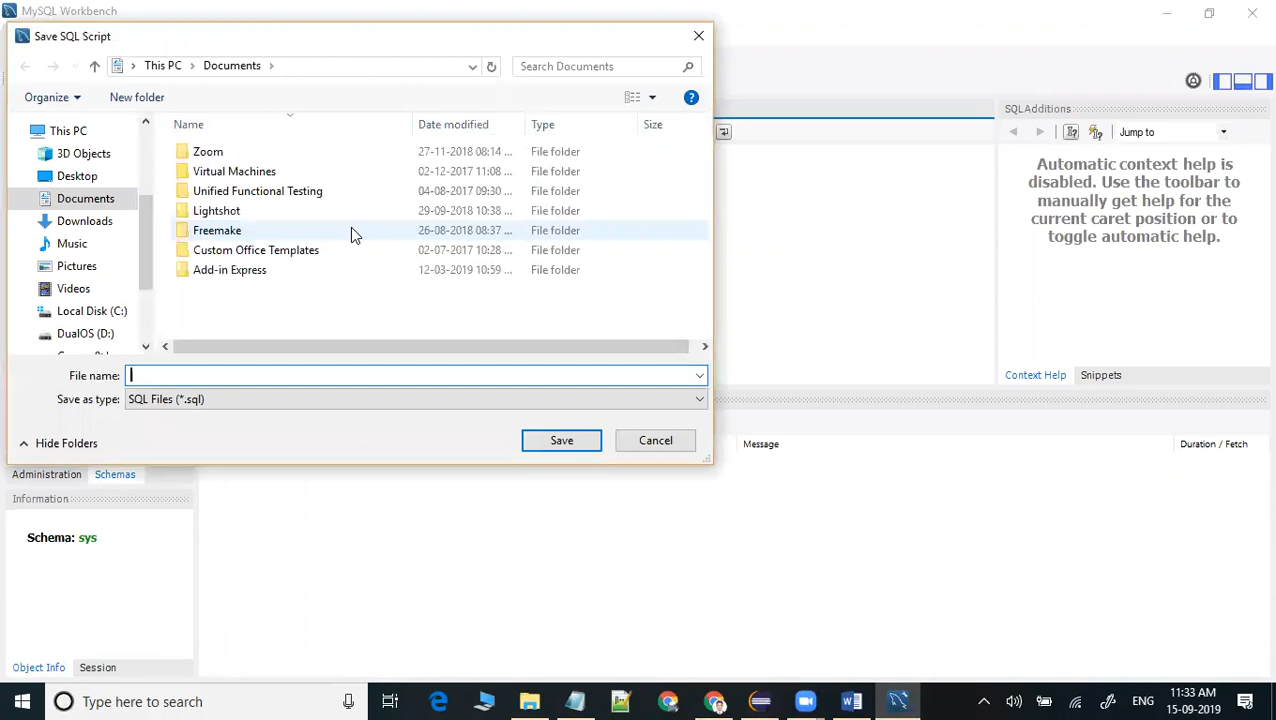 MySQL Workbench
Save SQL Script
This PC
Documents
Search Documents
Organize
New folder
Name
Date modified
Type
Size
This PC
3D Objects
Desktop
Documents
Downloads
Music
Pictures
Videos
Local Disk (C:)
DualOS (D:)
Zoom 27-11-2018 08:14 ... File folder
Virtual Machines 02-12-2017 11:08 ... File folder
Unified Functional Testing 04-08-2017 09:30 ... File folder
Lightshot 29-09-2018 10:38 ... File folder
Freemake 26-08-2018 08:37 ... File folder
Custom Office Templates 02-07-2017 10:28 ... File folder
Add-in Express 12-03-2019 10:59 ... File folder
File name:
Save as type: SQL Files (*.sql)
Hide Folders
Save
Cancel
SQLAdditions
Jump to
Automatic context help is
disabled. Use the toolbar to
manually get help for the
current caret position or to
toggle automatic help.
Context Help
Snippets
Message
Duration / Fetch
Administration
Schemas
Information
Schema: sys
Object Info
Session
Type here to search
ENG
11:33 AM
15-09-2019